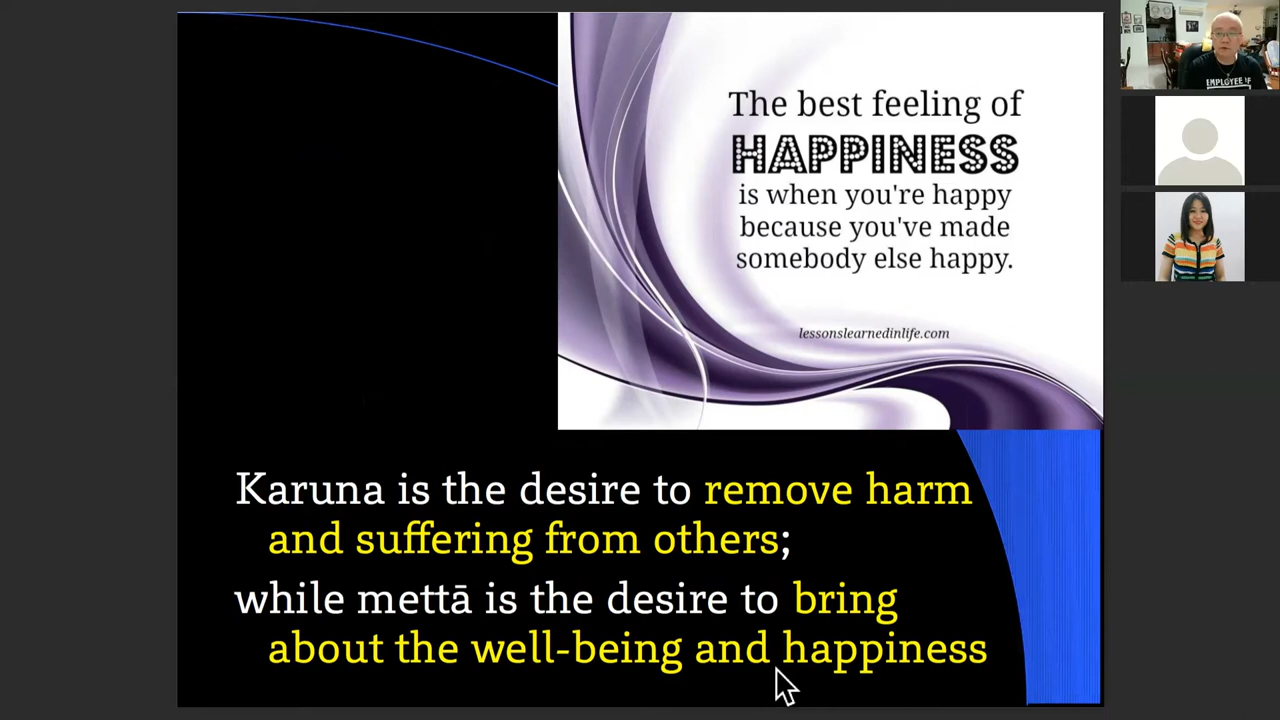 The best feeling of
HAPPINESS
is when you're happy
because you've made
somebody else happy.
lessonslearnedinlife.com
Karuna is the desire to remove harm
and suffering from others;
while mettā is the desire to bring
about the well-being and happiness
EMPLOYEE OF